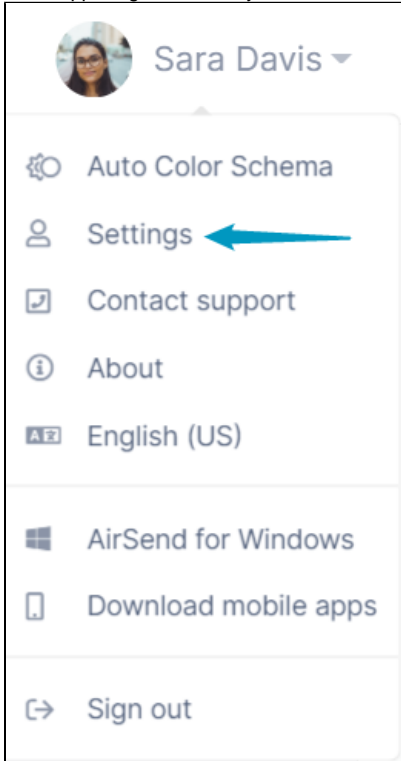 Sara Davis
Auto Color Schema
Settings
Contact support
About
English (US)
AirSend for Windows
Download mobile apps
Sign out